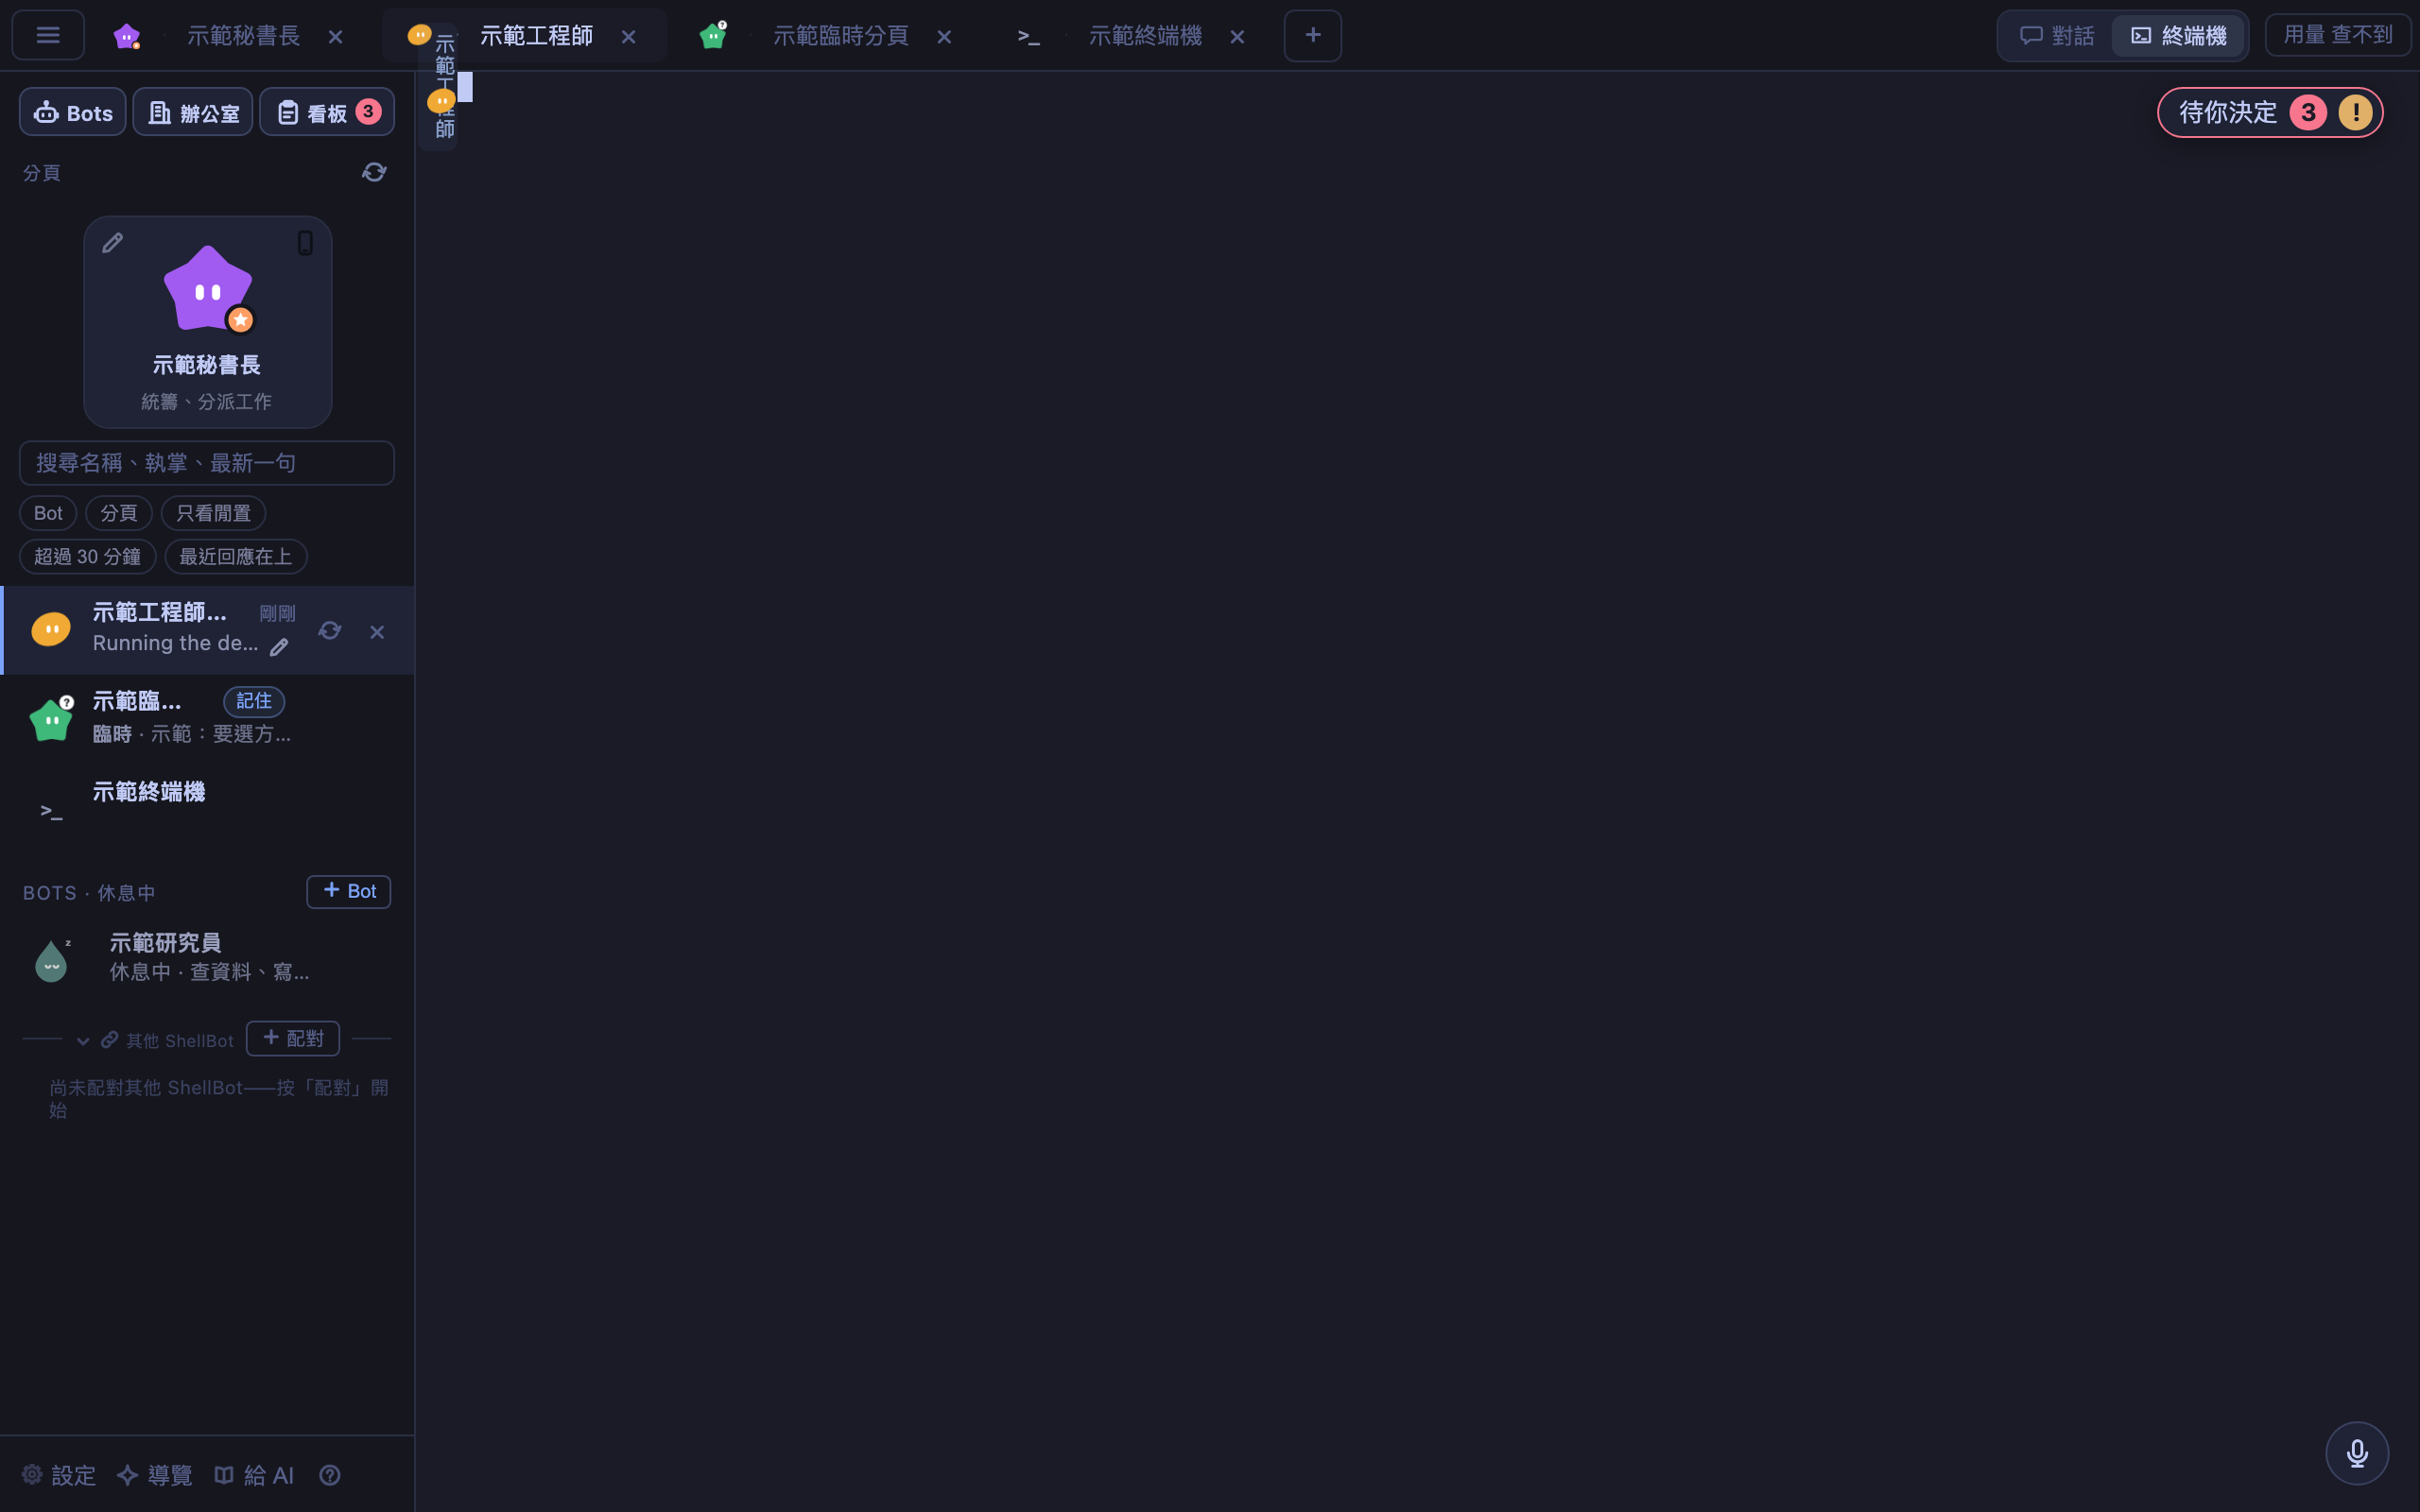 示範秘書長
示範工程師
示範臨時分頁
>_ 示範終端機
+
對話
終端機
用量 查不到
Bots
辦公室
看板 3
示範工程師
待你決定 3 !
分頁
示範秘書長
統籌、分派工作
搜尋名稱、執掌、最新一句
Bot
分頁
只看閒置
超過 30 分鐘
最近回應在上
示範工程師... 剛剛
Running the de...
示範臨... 記住
臨時 · 示範：要選方...
示範終端機
>_
BOTS · 休息中
+ Bot
z
示範研究員
休息中 · 查資料、寫...
其他 ShellBot
+ 配對
尚未配對其他 ShellBot——按「配對」開
始
設定
導覽
給 AI
?